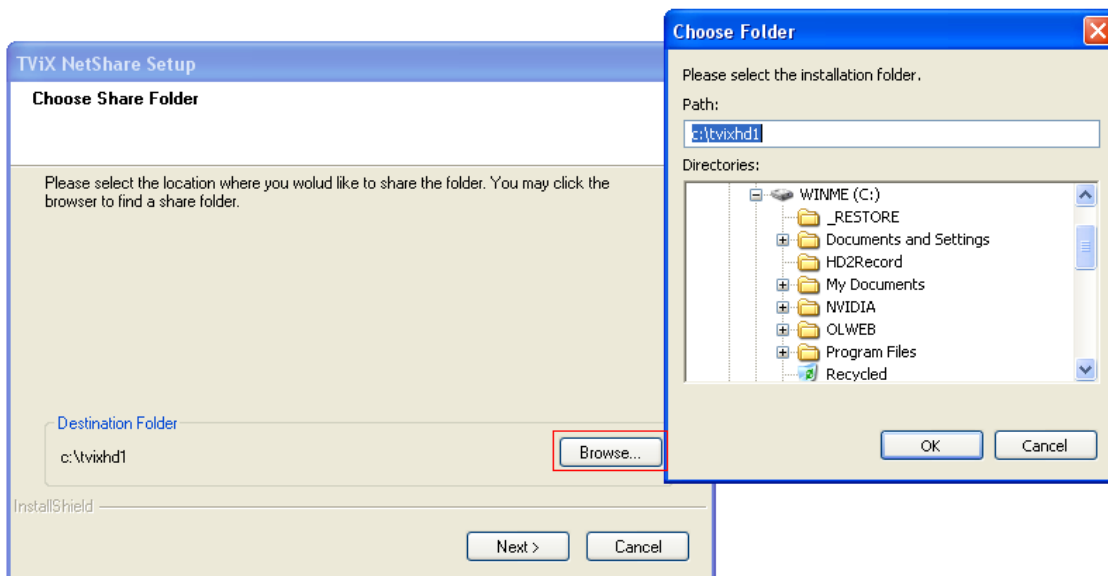 TViX NetShare Setup
Choose Share Folder
Please select the location where you wolud like to share the folder. You may click the
browser to find a share folder.
Destination Folder
c:\tvixhd1
Browse...
InstallShield
Next >
Cancel
Choose Folder
Please select the installation folder.
Path:
c:\tvixhd1
Directories:
WINME (C:)
_RESTORE
Documents and Settings
HD2Record
My Documents
NVIDIA
OLWEB
Program Files
Recycled
OK
Cancel